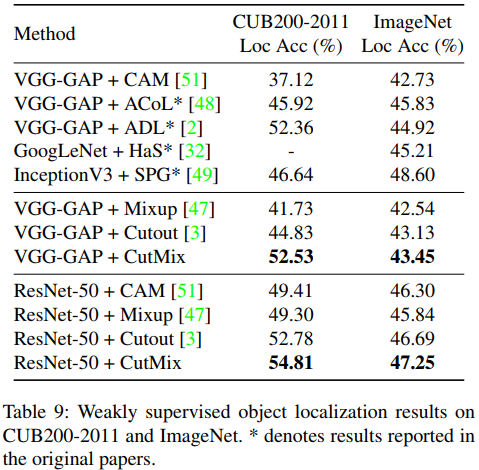 Method CUB200-2011 ImageNet
Loc Acc (%) Loc Acc (%)
VGG-GAP + CAM [51] 37.12 42.73
VGG-GAP + ACoL* [48] 45.92 45.83
VGG-GAP + ADL* [2] 52.36 44.92
GoogLeNet + HaS* [32] - 45.21
InceptionV3 + SPG* [49] 46.64 48.60
VGG-GAP + Mixup [47] 41.73 42.54
VGG-GAP + Cutout [3] 44.83 43.13
VGG-GAP + CutMix 52.53 43.45
ResNet-50 + CAM [51] 49.41 46.30
ResNet-50 + Mixup [47] 49.30 45.84
ResNet-50 + Cutout [3] 52.78 46.69
ResNet-50 + CutMix 54.81 47.25
Table 9: Weakly supervised object localization results on
CUB200-2011 and ImageNet. * denotes results reported in
the original papers.